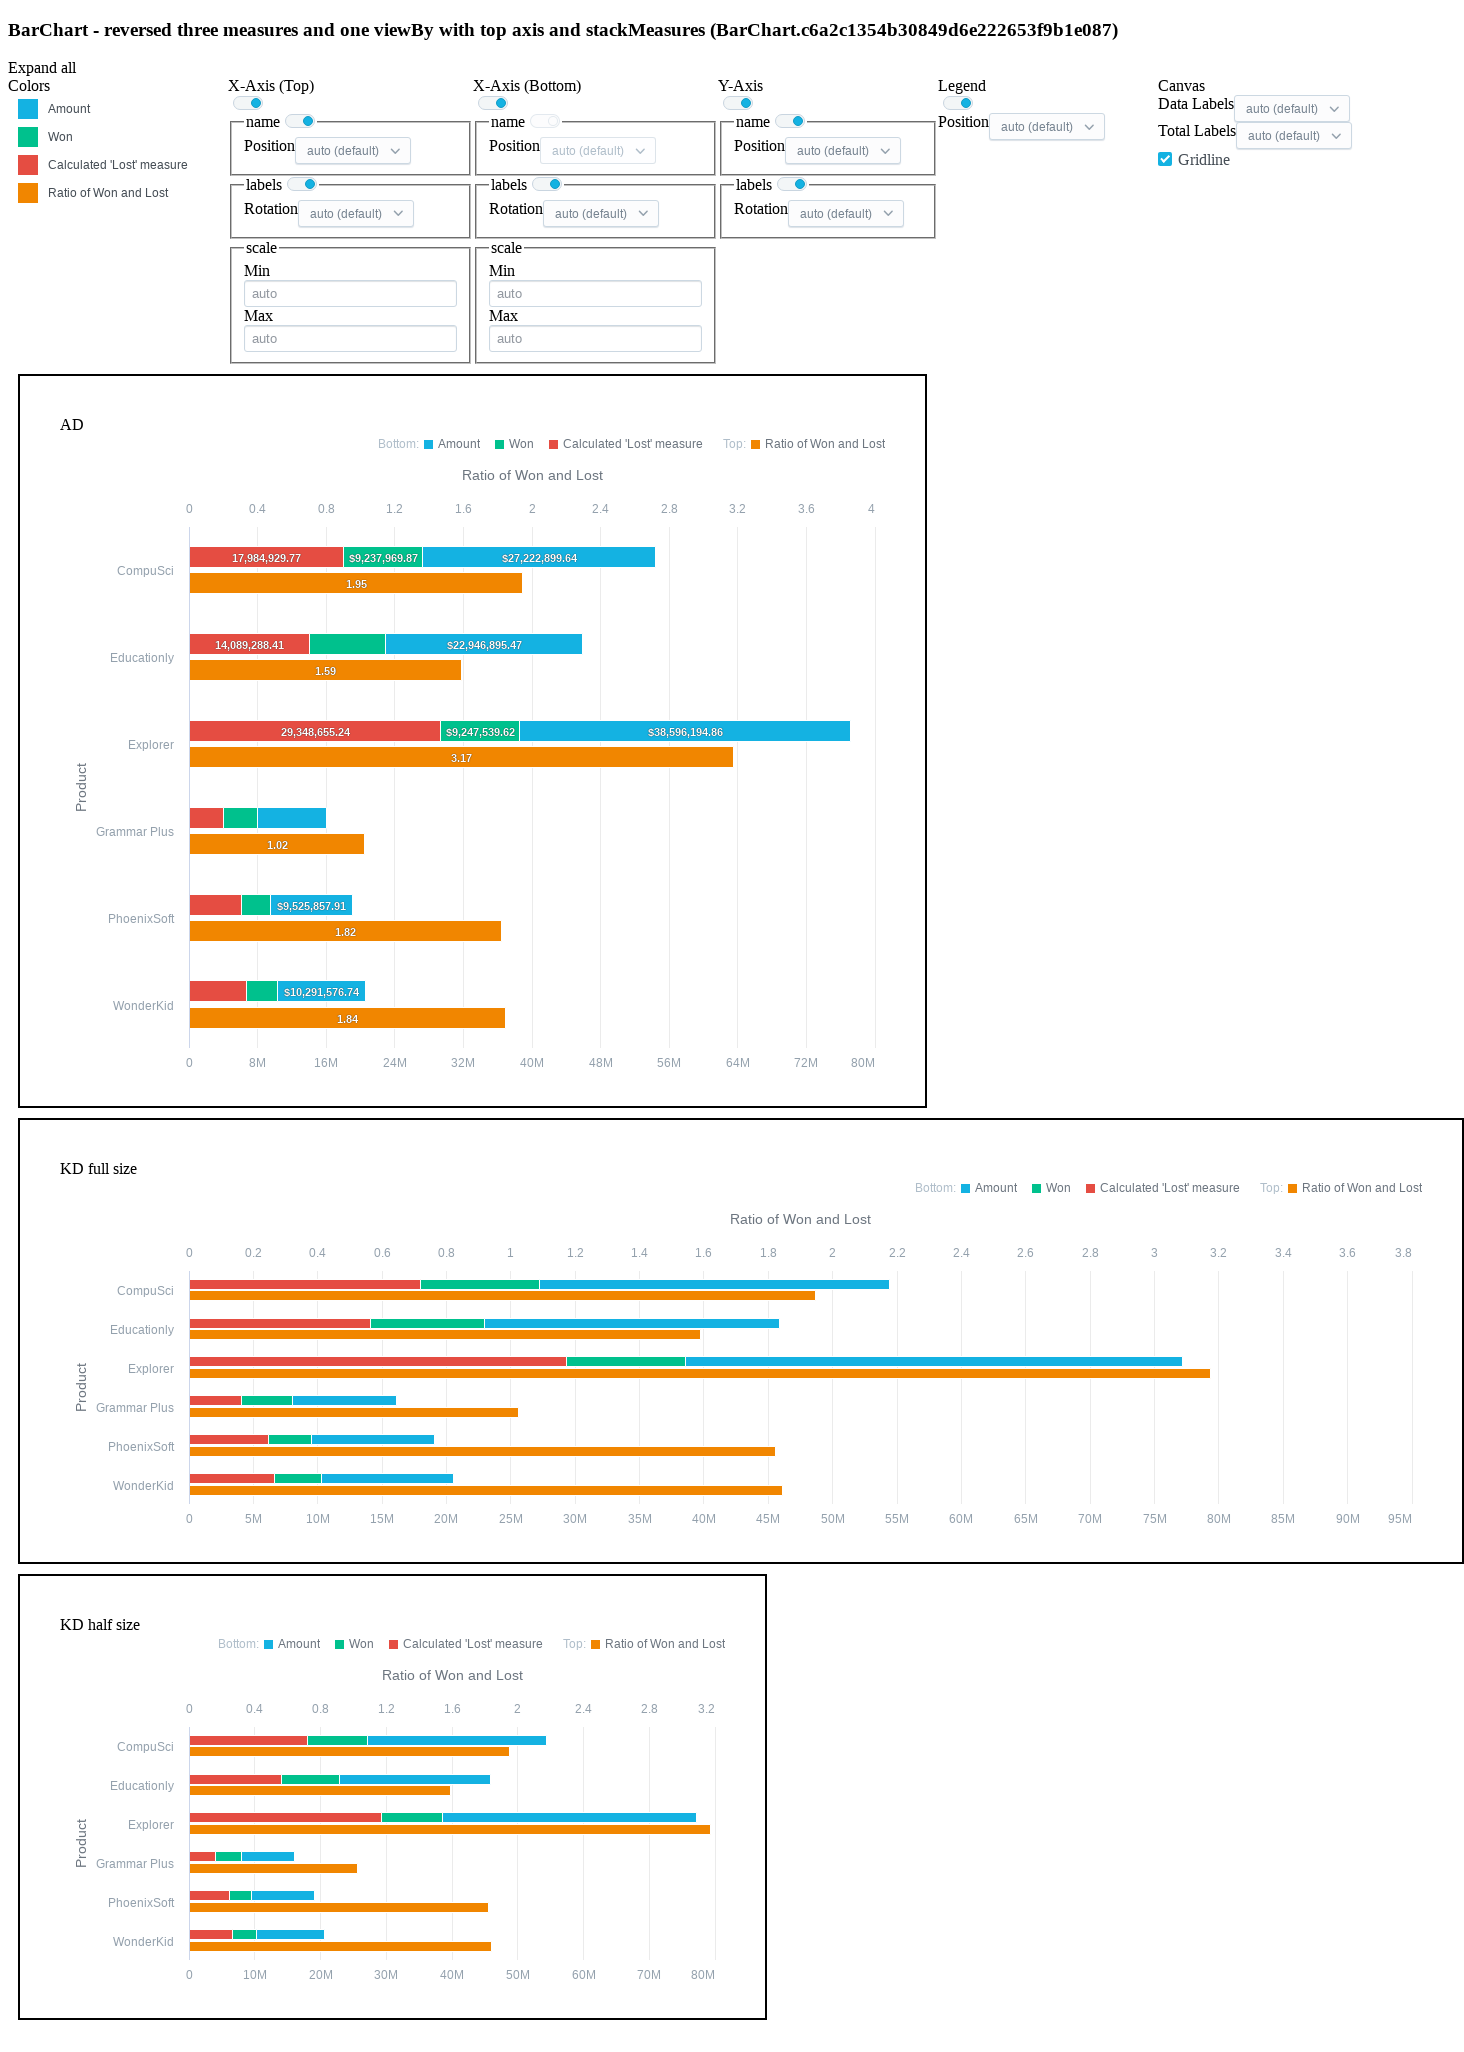 BarChart - reversed three measures and one viewBy with top axis and stackMeasures (BarChart.c6a2c1354b30849d6e222653f9b1e087)
Expand all
Colors
Amount
Won
Calculated 'Lost' measure
Ratio of Won and Lost
X-Axis (Top)
name
Position auto (default)
labels
Rotation auto (default)
scale
Min
auto
Max
auto
X-Axis (Bottom)
name
Position auto (default)
labels
Rotation auto (default)
scale
Min
auto
Max
auto
Y-Axis
name
Position auto (default)
labels
Rotation auto (default)
Legend
Position auto (default)
Canvas
Data Labels auto (default)
Total Labels auto (default)
Gridline
AD
Bottom: Amount Won Calculated 'Lost' measure Top: Ratio of Won and Lost
Ratio of Won and Lost
0 0.4 0.8 1.2 1.6 2 2.4 2.8 3.2 3.6 4
Product
CompuSci 17,984,929.77 $9,237,969.87 $27,222,899.64
1.95
Educationly 14,089,288.41 $22,946,895.47
1.59
Explorer 29,348,655.24 $9,247,539.62 $38,596,194.86
3.17
Grammar Plus
1.02
PhoenixSoft $9,525,857.91
1.82
WonderKid $10,291,576.74
1.84
0 8M 16M 24M 32M 40M 48M 56M 64M 72M 80M
KD full size
Bottom: Amount Won Calculated 'Lost' measure Top: Ratio of Won and Lost
Ratio of Won and Lost
0 0.2 0.4 0.6 0.8 1 1.2 1.4 1.6 1.8 2 2.2 2.4 2.6 2.8 3 3.2 3.4 3.6 3.8
Product
CompuSci
Educationly
Explorer
Grammar Plus
PhoenixSoft
WonderKid
0 5M 10M 15M 20M 25M 30M 35M 40M 45M 50M 55M 60M 65M 70M 75M 80M 85M 90M 95M
KD half size
Bottom: Amount Won Calculated 'Lost' measure Top: Ratio of Won and Lost
Ratio of Won and Lost
0 0.4 0.8 1.2 1.6 2 2.4 2.8 3.2
Product
CompuSci
Educationly
Explorer
Grammar Plus
PhoenixSoft
WonderKid
0 10M 20M 30M 40M 50M 60M 70M 80M